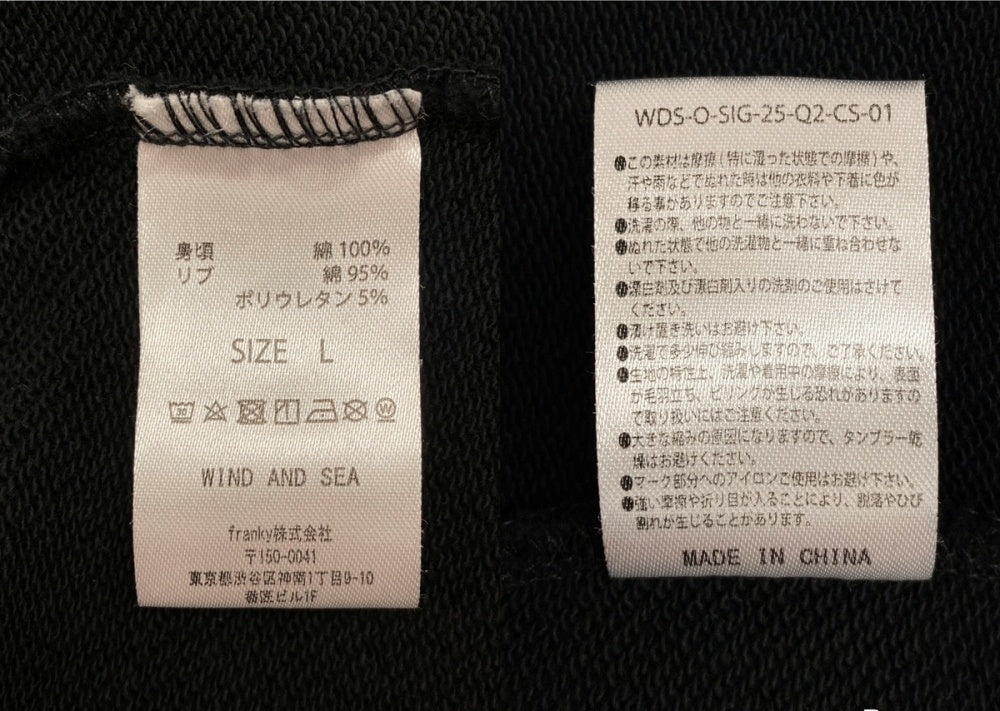 身頃 綿 100%
リブ 綿 95%
ポリウレタン 5%
SIZE L
WIND AND SEA
franky株式会社
〒150-0041
東京都渋谷区神南1丁目9-10
ビル1F
WDS-O-SIG-25-Q2-CS-01
●この素材は摩擦(特に湿った状態での摩擦)や、
汗や雨などでぬれた時は他の衣料や下着に色が
移る事がありますのでご注意下さい。
●洗濯の際、他の物と一緒に洗わないで下さい。
●ぬれた状態で他の洗濯物と一緒に重ね合わせな
いで下さい。
●漂白剤及び漂白剤入りの洗剤のご使用はさけて
ください。
●漬け置き洗いはお避け下さい。
●洗濯で多少伸び縮みしますので、ご了承ください。
●生地の特性上、洗濯や着用中の摩擦により、表面
が毛羽立ち、ピリングが生じる恐れがありますの
で取り扱いにはご注意ください。
●大きな縮みの原因になりますので、タンブラー乾
燥はお避けください。
●マーク部分へのアイロンご使用はお避け下さい。
●強い摩擦や折り目が入ることにより、脱落やひび
割れが生じることがあります。
MADE IN CHINA